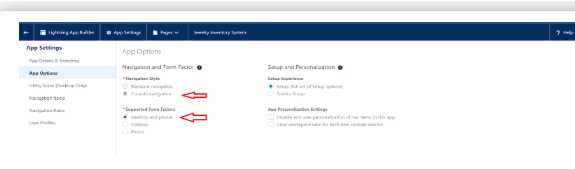 Lightning App Builder
App Settings
Pages
Jewelry Inventory System
? Help
App Settings
App Details & Branding
App Options
Utility Items (Desktop Only)
Navigation Items
Navigation Rules
User Profiles
App Options
Navigation and Form Factor
*Navigation Style
Standard navigation
Console navigation
*Supported Form Factors
Desktop and phone
Desktop
Phone
Setup and Personalization
Setup Experience
Setup (full set of Setup options)
Service Setup
App Personalization Settings
Disable end user personalization of nav items in this app
Clear workspace tabs for each new console session